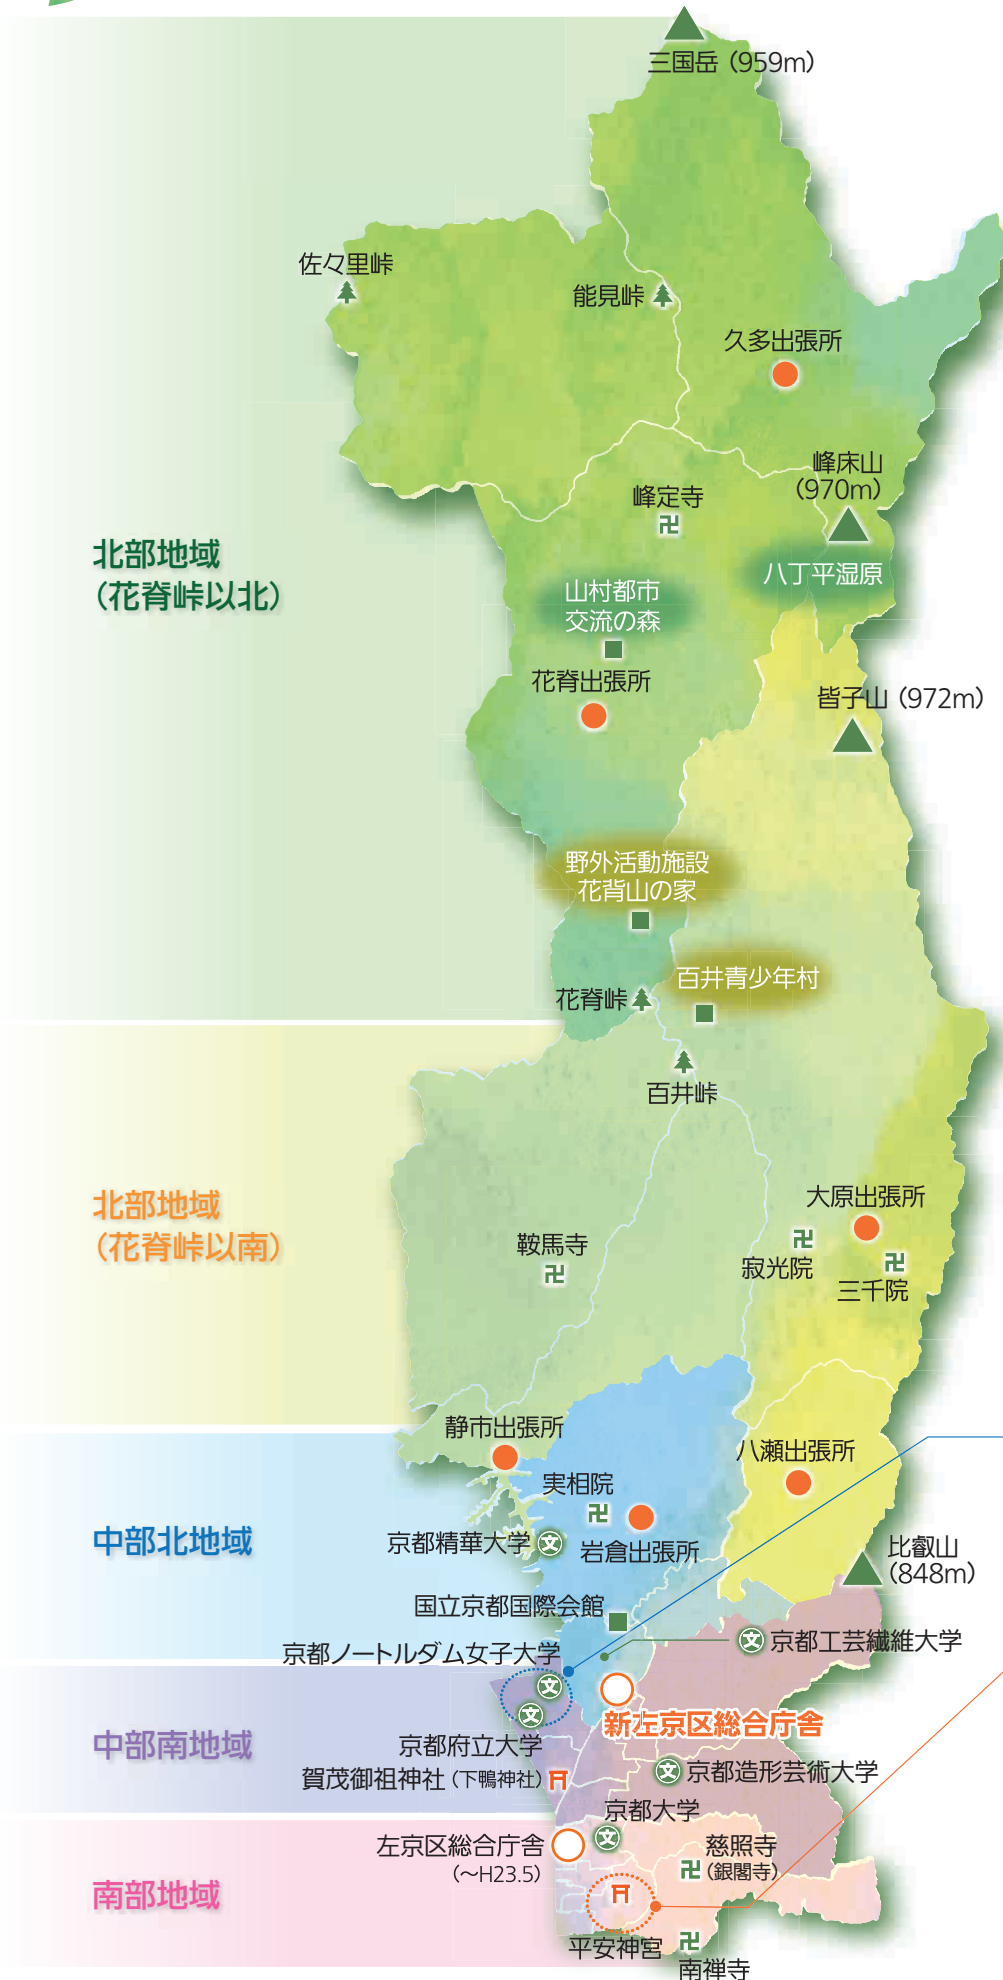 三国岳（959m）
佐々里峠
能見峠
久多出張所
峰床山
（970m）
峰定寺
八丁平湿原
北部地域
（花脊峠以北）
山村都市
交流の森
花脊出張所
皆子山（972m）
野外活動施設
花背山の家
百井青少年村
花脊峠
百井峠
北部地域
（花脊峠以南）
大原出張所
鞍馬寺
寂光院
三千院
静市出張所
八瀬出張所
実相院
中部北地域
京都精華大学
文
岩倉出張所
比叡山
（848m）
国立京都国際会館
文
京都工芸繊維大学
京都ノートルダム女子大学
文
文
新左京区総合庁舎
中部南地域
京都府立大学
賀茂御祖神社（下鴨神社）
文
京都造形芸術大学
京都大学
文
左京区総合庁舎
（～H23.5）
慈照寺
（銀閣寺）
南部地域
平安神宮
南禅寺